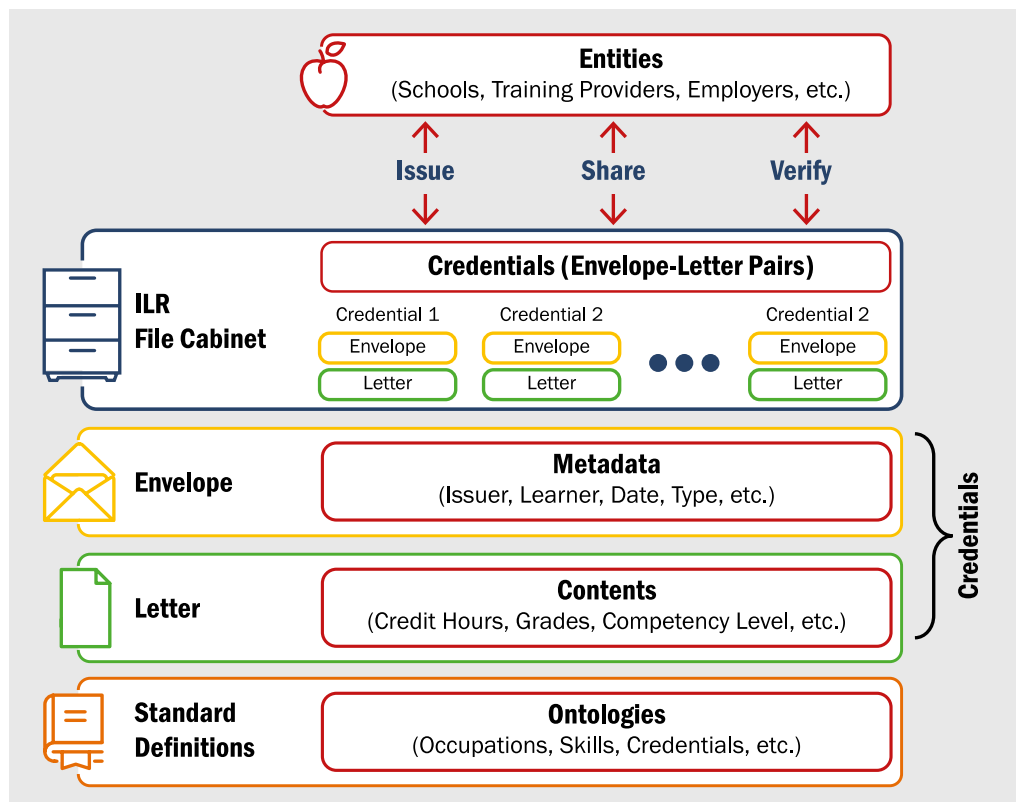 Entities
(Schools, Training Providers, Employers, etc.)
Issue
Share
Verify
ILR
File Cabinet
Credentials (Envelope-Letter Pairs)
Credential 1
Credential 2
Credential 2
Envelope
Envelope
Envelope
Letter
Letter
Letter
Envelope
Metadata
(Issuer, Learner, Date, Type, etc.)
Letter
Contents
(Credit Hours, Grades, Competency Level, etc.)
Credentials
Standard
Definitions
Ontologies
(Occupations, Skills, Credentials, etc.)